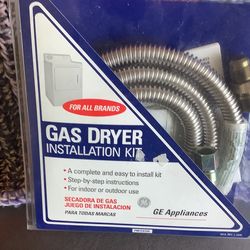 FOR ALL BRANDS
GAS DRYER
INSTALLATION KIT
• A complete and easy to install kit
• Step-by-step instructions
• For indoor or outdoor use
SECADORA DE GAS
JUEGO DE INSTALACION
PARA TODAS MARCAS
GE Appliances